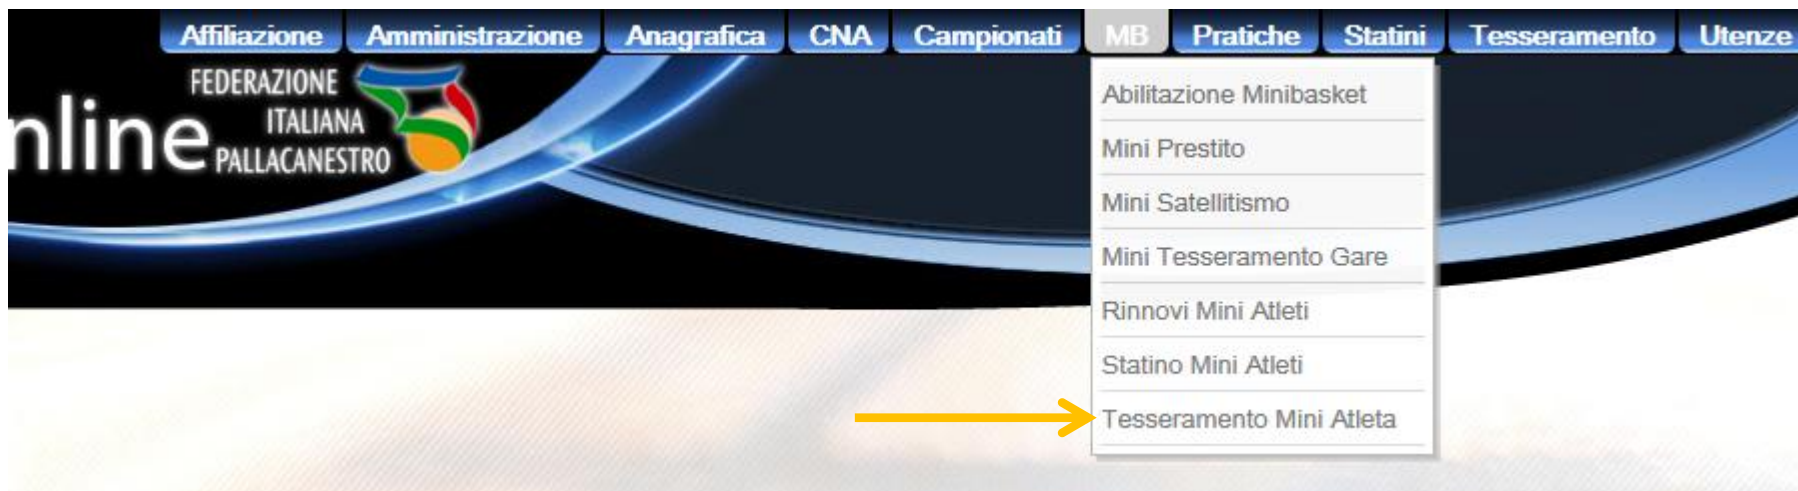 Affiliazione Amministrazione Anagrafica CNA Campionati MB Pratiche Statini Tesseramento Utenze
nline
FEDERAZIONE
ITALIANA
PALLACANESTRO
Abilitazione Minibasket
Mini Prestito
Mini Satellitismo
Mini Tesseramento Gare
Rinnovi Mini Atleti
Statino Mini Atleti
Tesseramento Mini Atleta